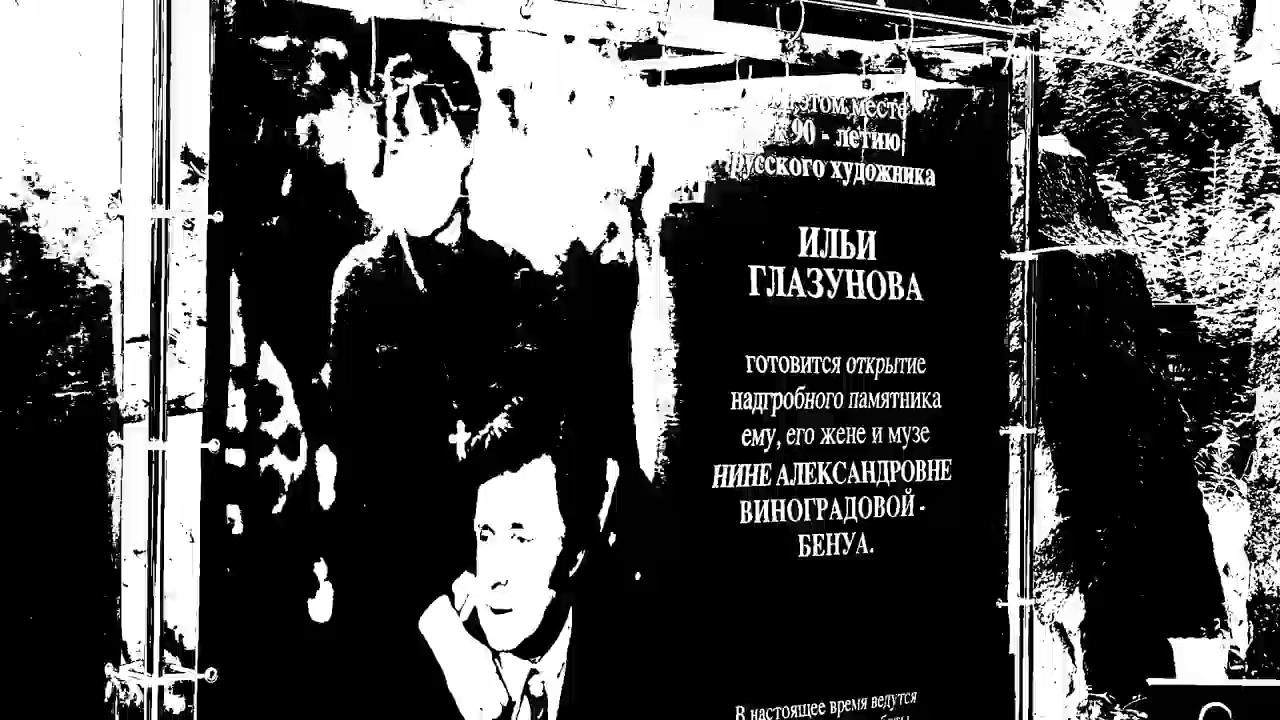 этом месте
к 90 - летию
русского художника
ИЛЬИ
ГЛАЗУНОВА
готовится открытие
надгробного памятника
ему, его жене и музе
НИНЕ АЛЕКСАНДРОВНЕ
ВИНОГРАДОВОЙ -
БЕНУА.
В настоящее время ведутся